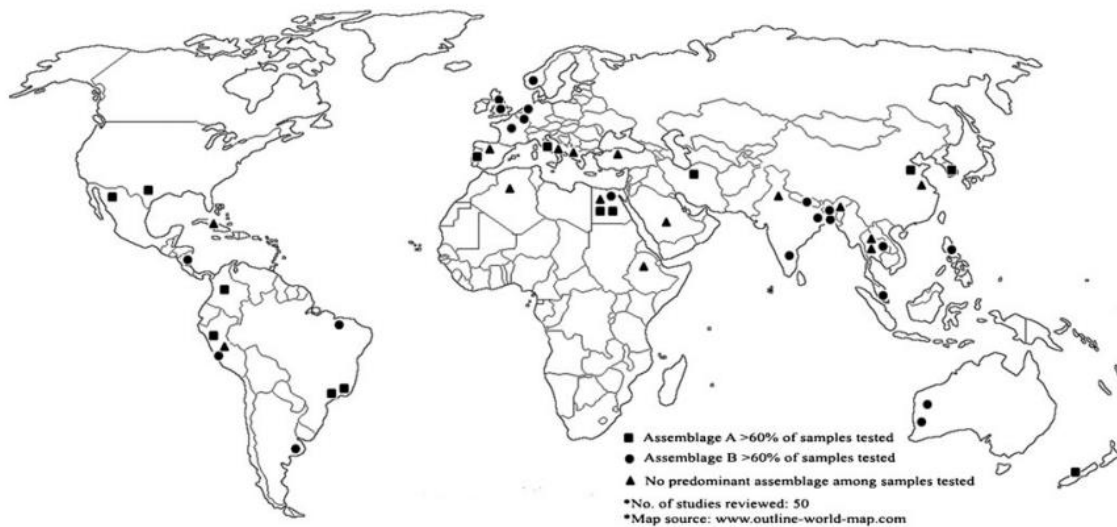 Assemblage A >60% of samples tested
Assemblage B >60% of samples tested
No predominant assemblage among samples tested
*No. of studies reviewed: 50
*Map source: www.outline-world-map.com